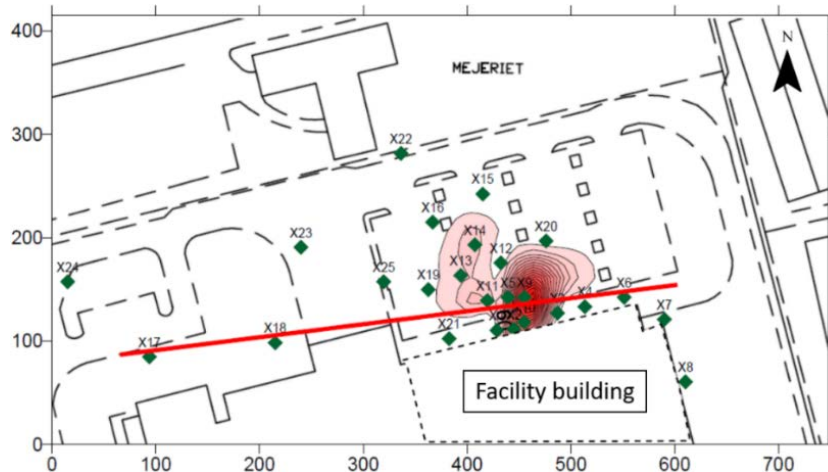 400
MEJERIET
N
300
X22
X15
X16
200
X23
X14
X20
X12
X24
X25
X13
X19
X5 X9
X11
X6
X4
X7
100
X21
X18
X17
X8
Facility building
0
0 100 200 300 400 500 600 700